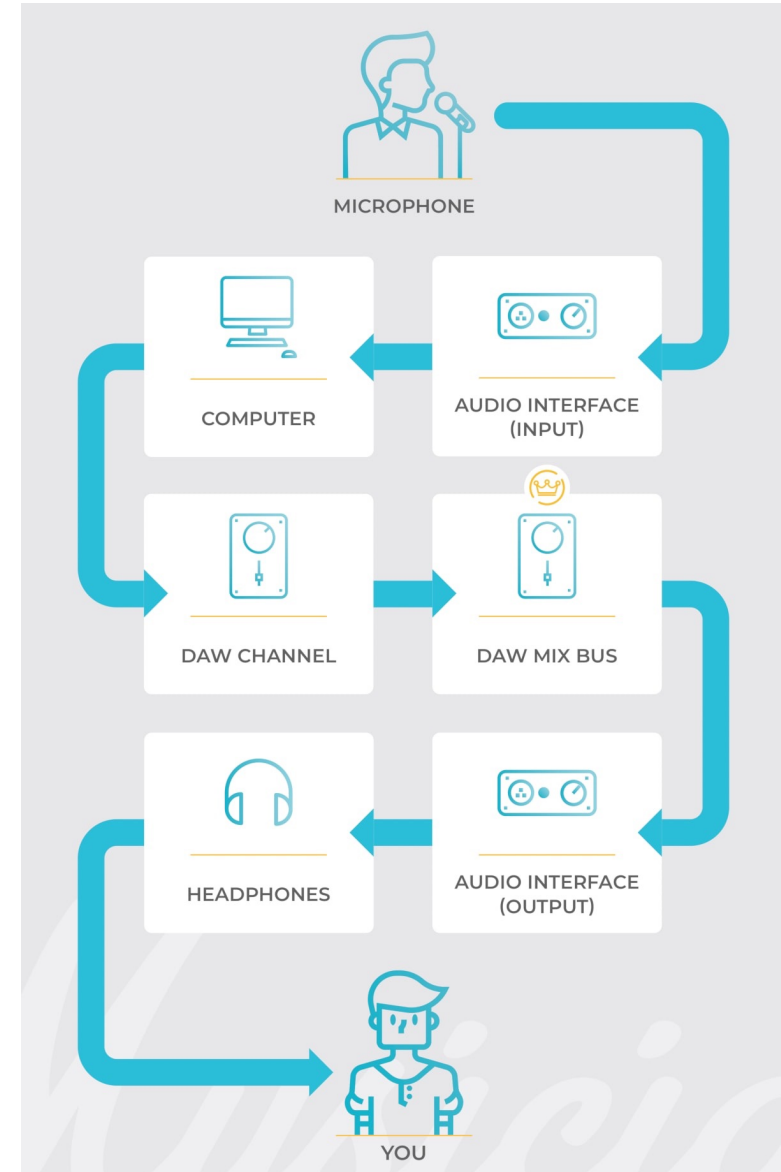 MICROPHONE
COMPUTER
AUDIO INTERFACE
(INPUT)
DAW CHANNEL
DAW MIX BUS
HEADPHONES
AUDIO INTERFACE
(OUTPUT)
YOU